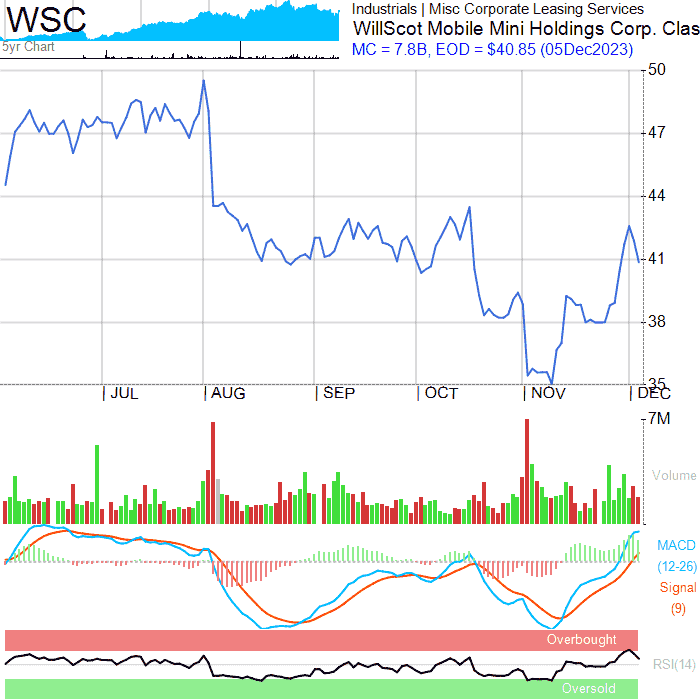 WSC
5yr Chart
Industrials | Misc Corporate Leasing Services
WillScot Mobile Mini Holdings Corp. Clas
MC = 7.8B, EOD = $40.85 (05Dec2023)
50
47
44
41
38
35
| JUL
| AUG
| SEP
| OCT
| NOV
| DEC
7M
Volume
MACD
(12-26)
Signal
(9)
Overbought
RSI(14)
Oversold